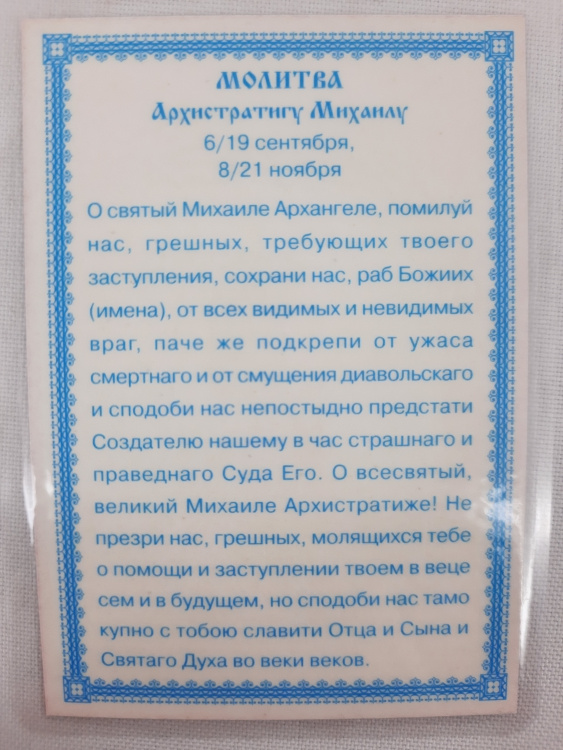 МОЛИТВА
Архистратигу Михаилу
6/19 сентября,
8/21 ноября
О святый Михаиле Архангеле, помилуй
нас, грешных, требующих твоего
заступления, сохрани нас, раб Божиих
(имена), от всех видимых и невидимых
враг, паче же подкрепи от ужаса
смертнаго и от смущения диавольскаго
и сподоби нас непостыдно предстати
Создателю нашему в час страшнаго и
праведнаго Суда Его. О всесвятый,
великий Михаиле Архистратиже! Не
презри нас, грешных, молящихся тебе
о помощи и заступлении твоем в веце
сем и в будущем, но сподоби нас тамо
купно с тобою славити Отца и Сына и
Святаго Духа во веки веков.